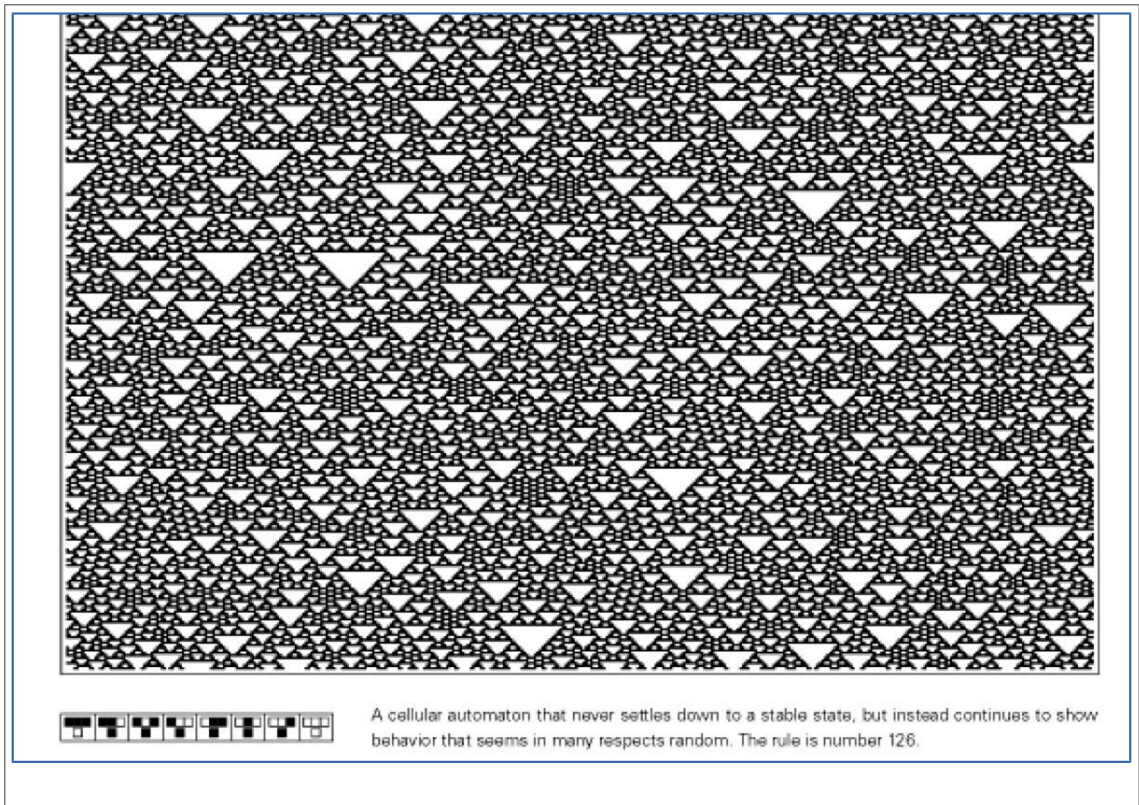 A cellular automaton that never settles down to a stable state, but instead continues to show
behavior that seems in many respects random. The rule is number 126.